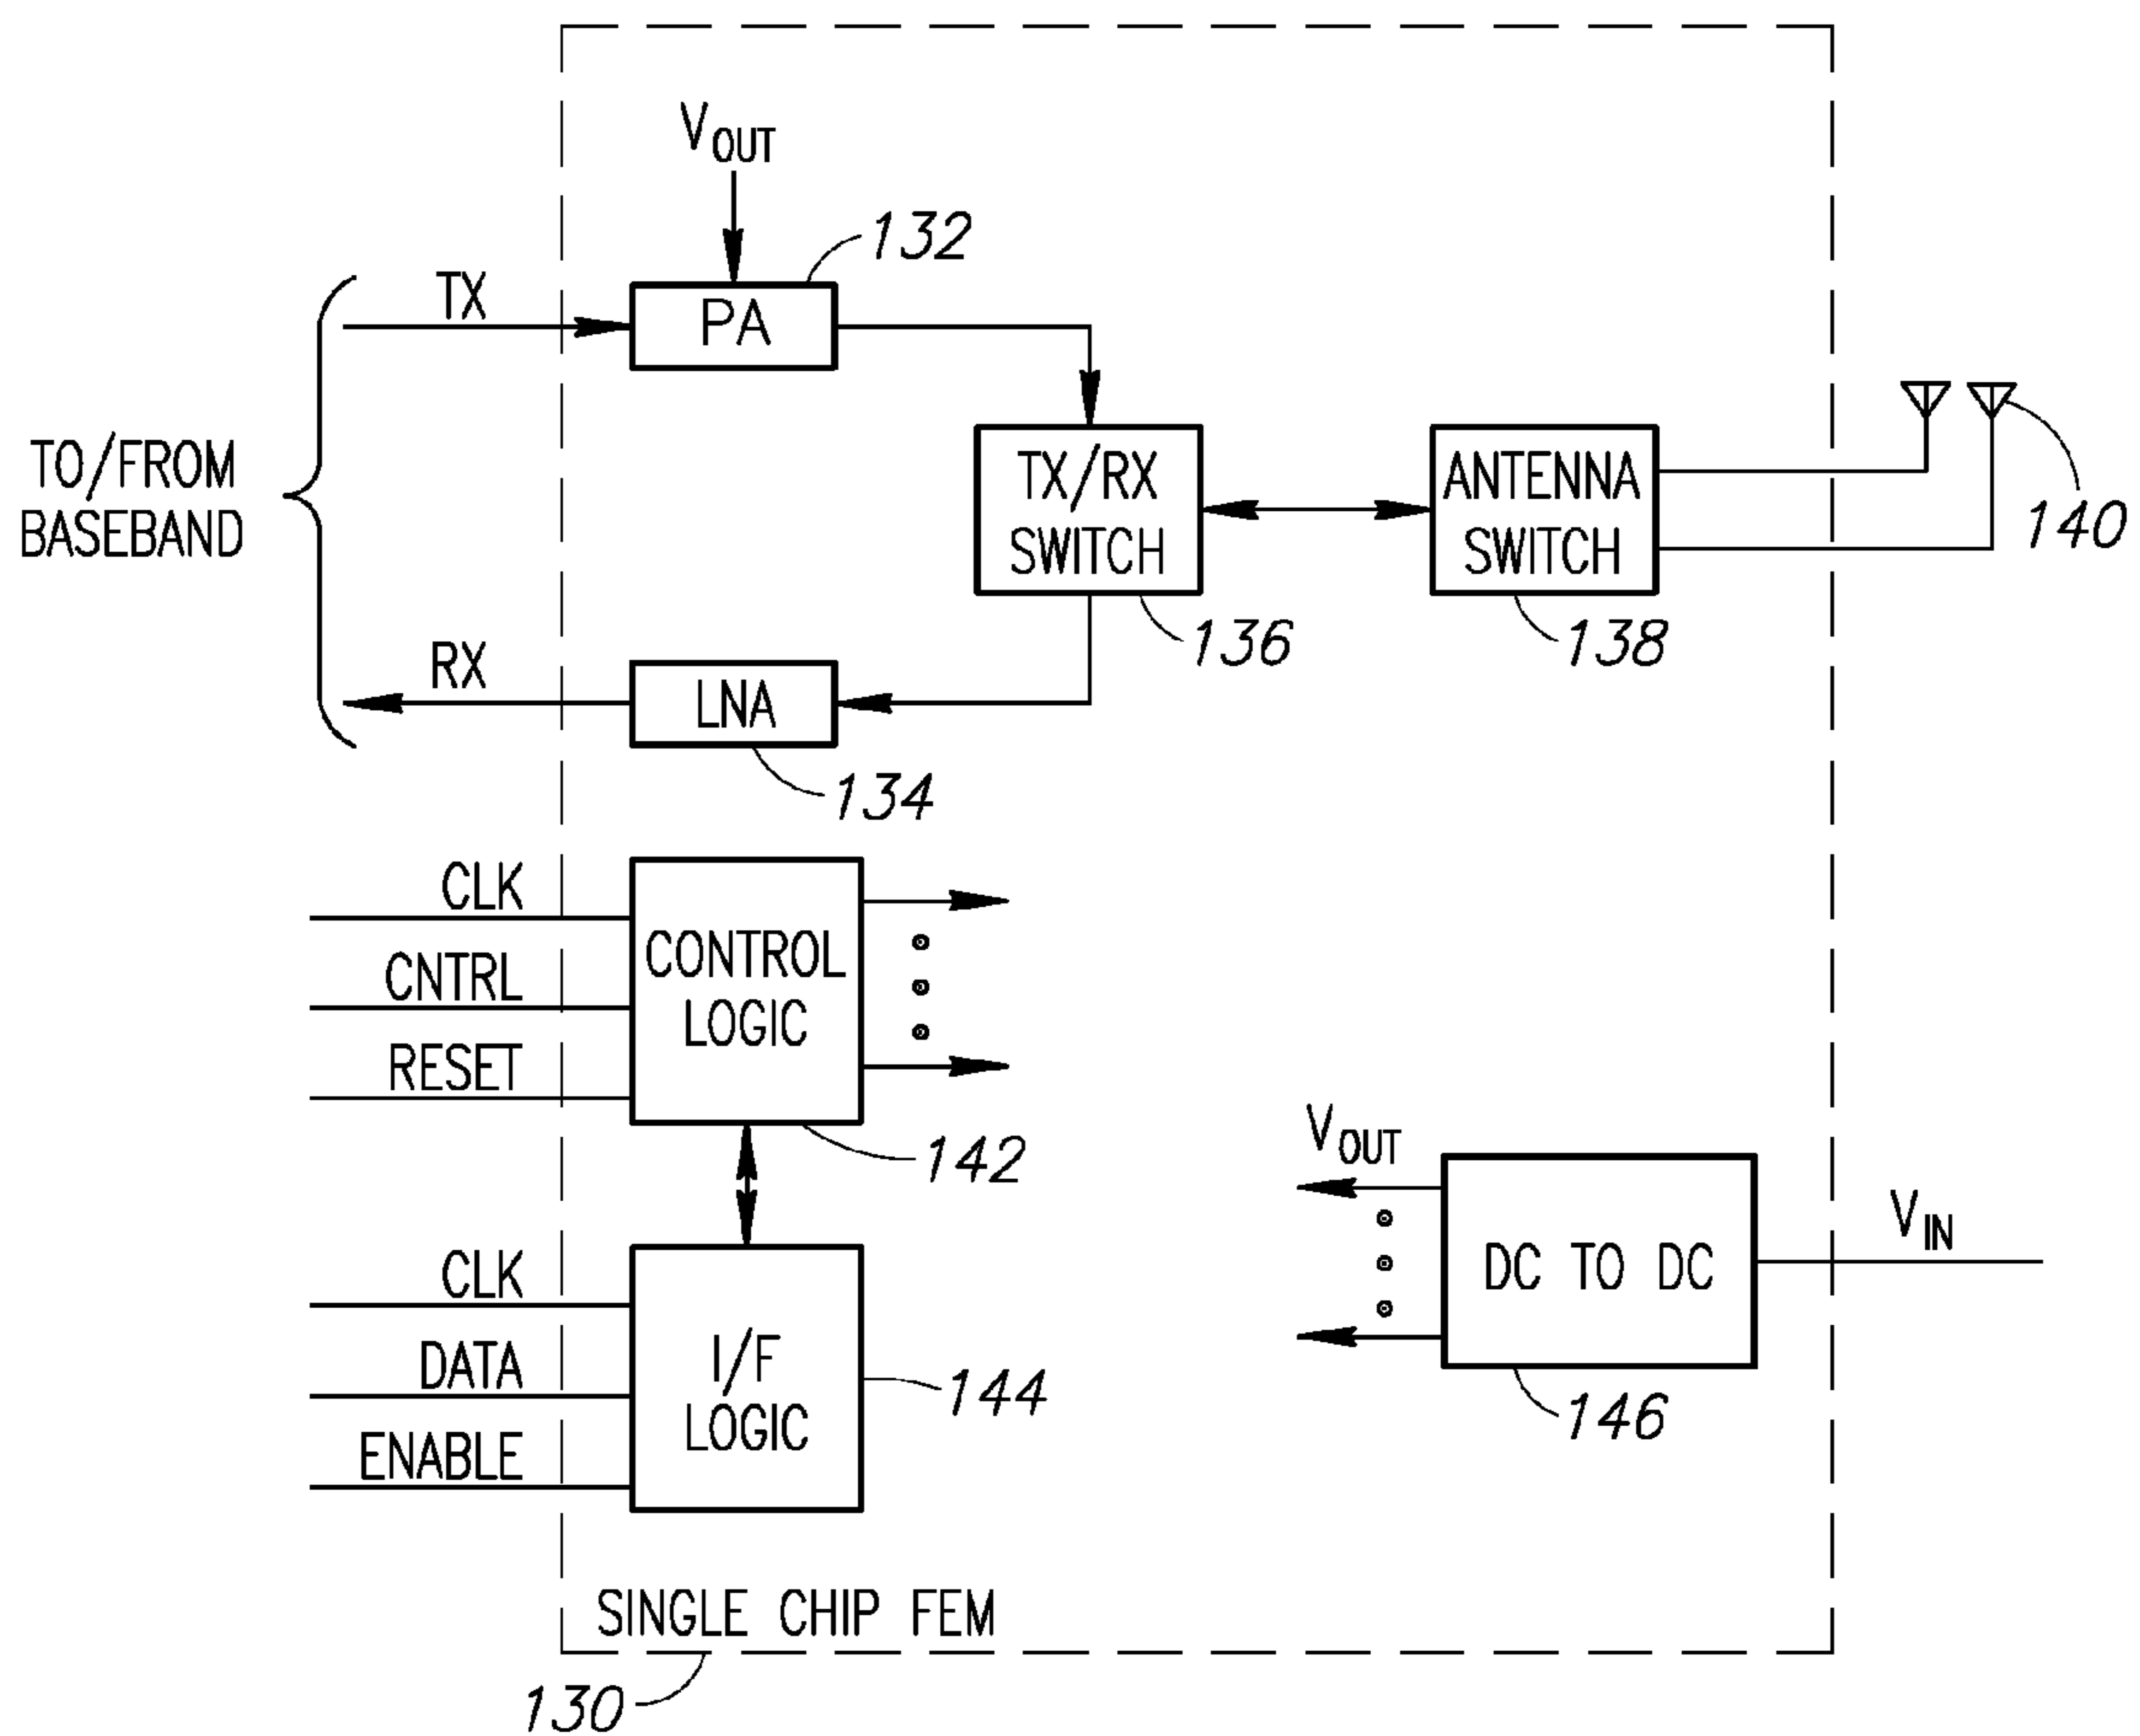 VOUT
132
TX
PA
TO/FROM
BASEBAND
TX/RX
SWITCH
136
ANTENNA
SWITCH
138
140
RX
LNA
134
CLK
CNTRL
RESET
CONTROL
LOGIC
142
CLK
DATA
ENABLE
I/F
LOGIC
144
VOUT
DC TO DC
VIN
146
SINGLE CHIP FEM
130